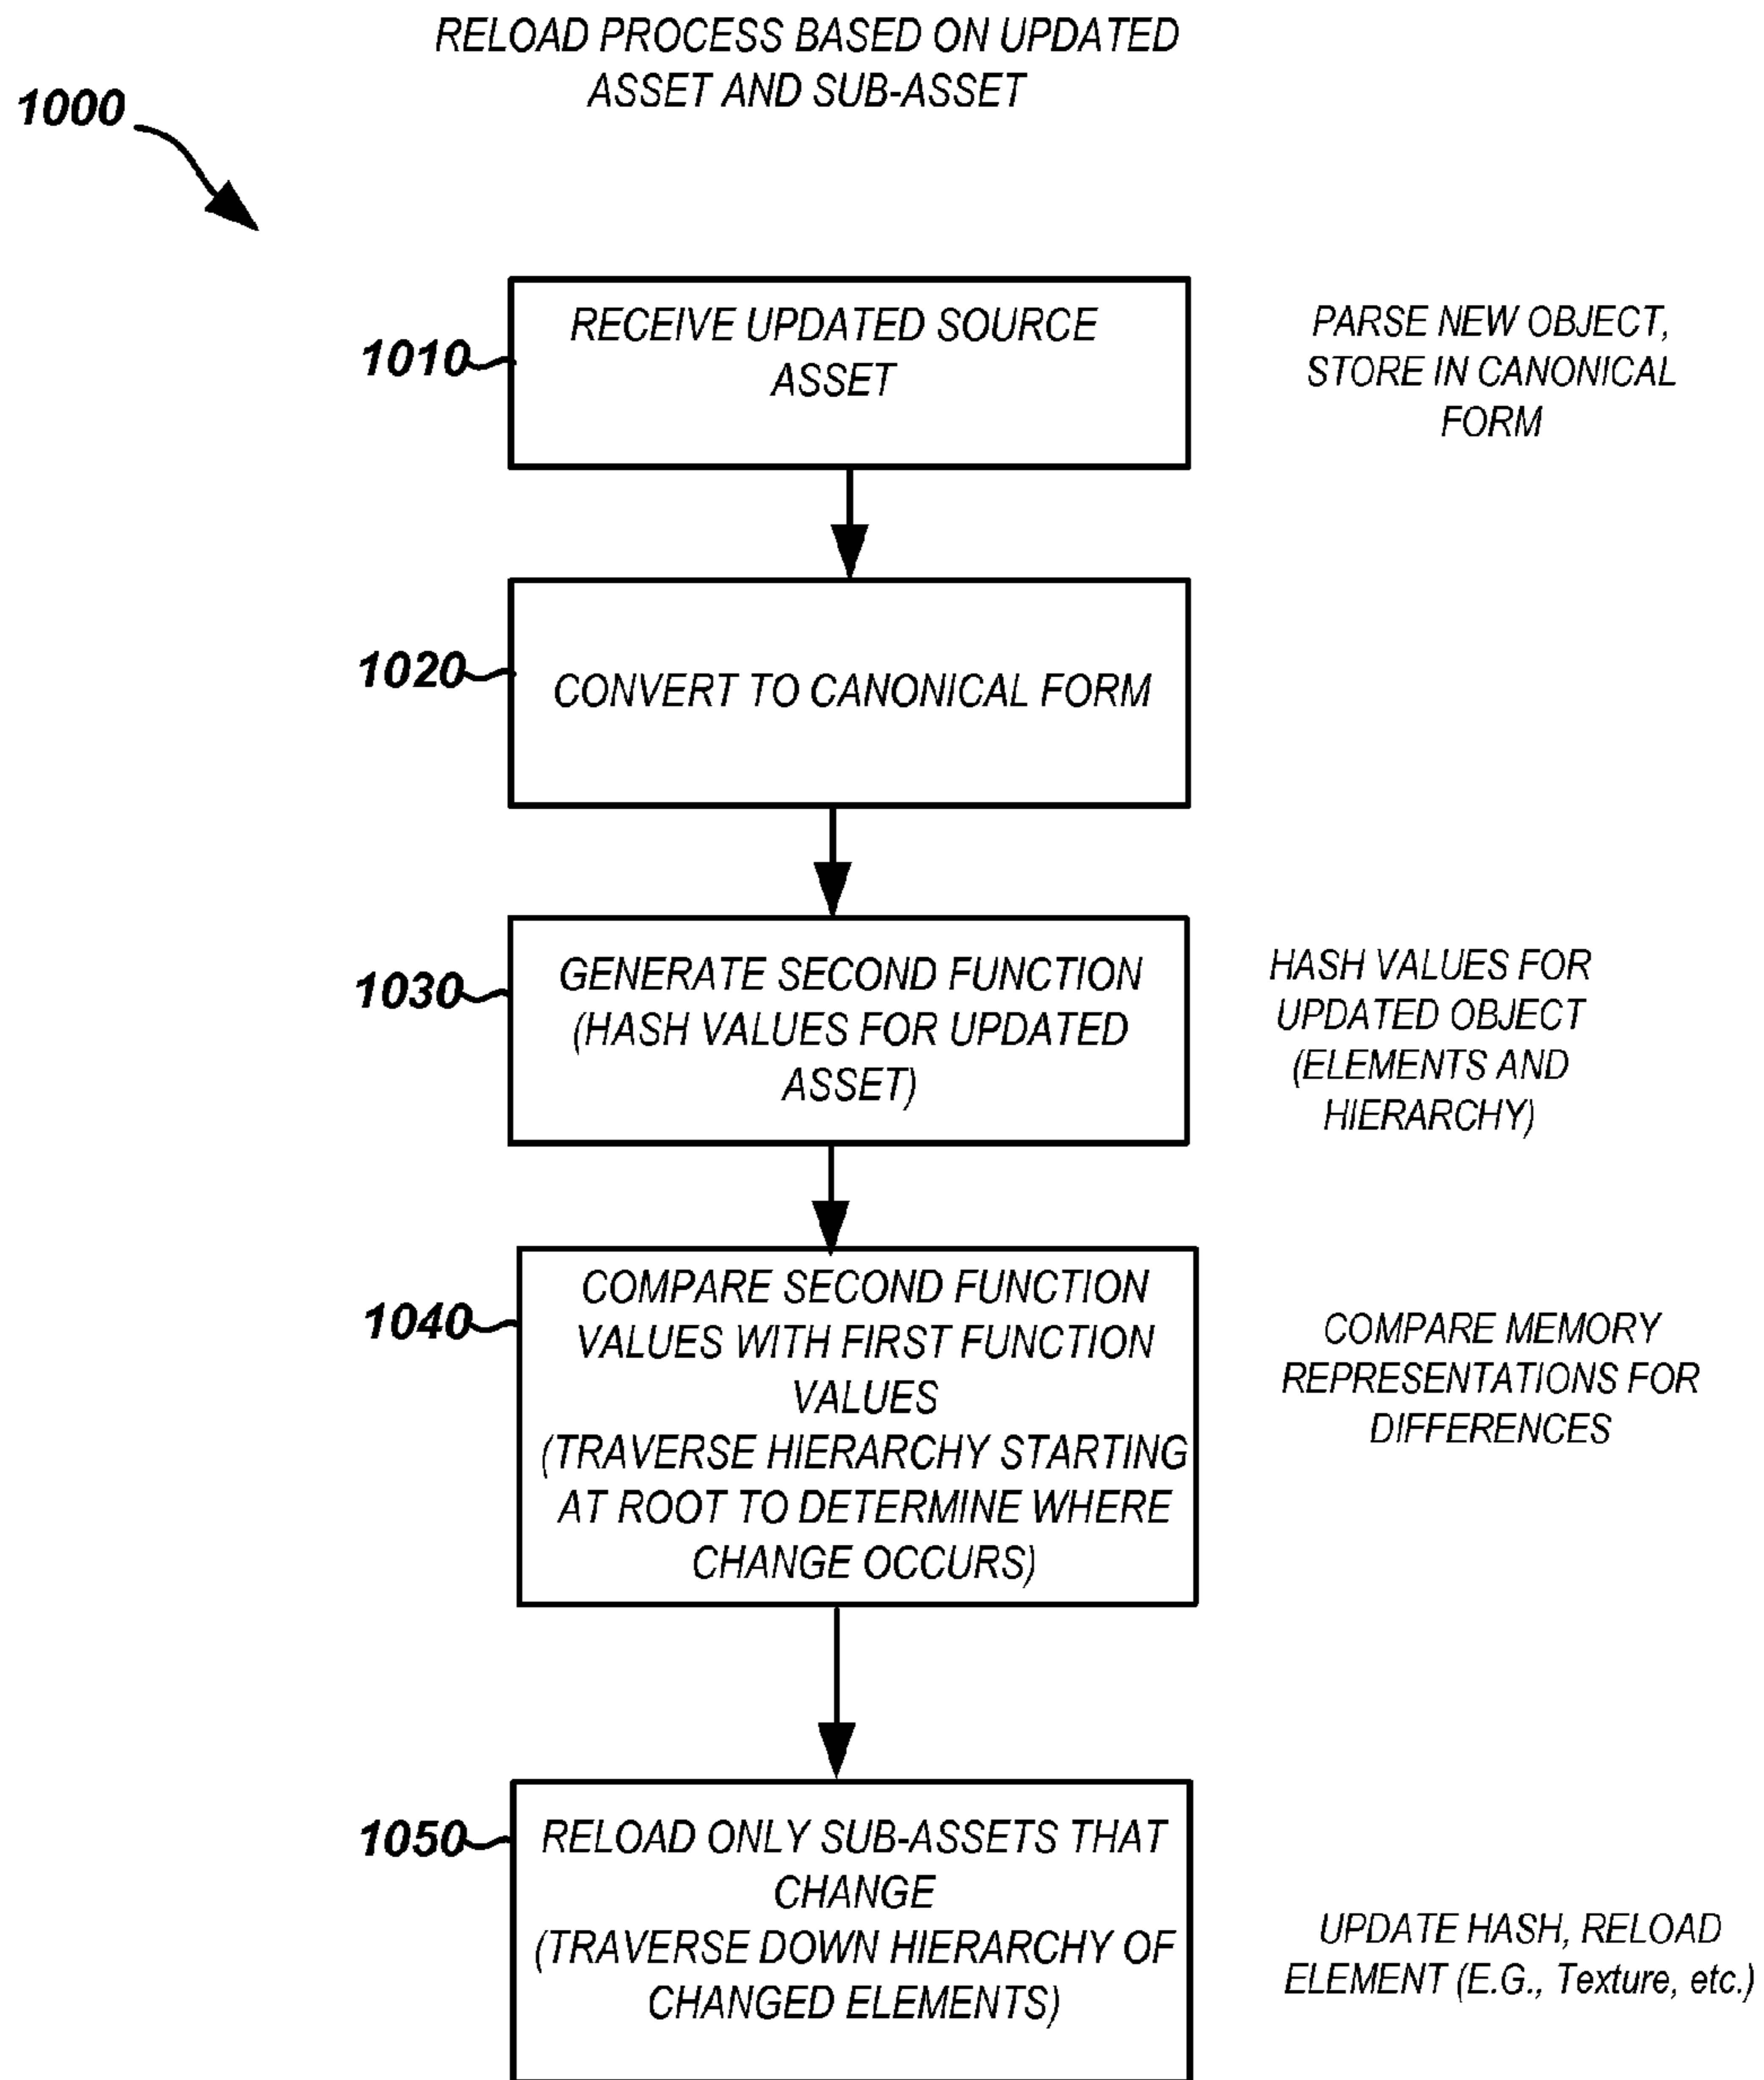 RELOAD PROCESS BASED ON UPDATED
ASSET AND SUB-ASSET
1000
1010
RECEIVE UPDATED SOURCE
ASSET
PARSE NEW OBJECT,
STORE IN CANONICAL
FORM
1020
CONVERT TO CANONICAL FORM
1030
GENERATE SECOND FUNCTION
(HASH VALUES FOR UPDATED
ASSET)
HASH VALUES FOR
UPDATED OBJECT
(ELEMENTS AND
HIERARCHY)
1040
COMPARE SECOND FUNCTION
VALUES WITH FIRST FUNCTION
VALUES
(TRAVERSE HIERARCHY STARTING
AT ROOT TO DETERMINE WHERE
CHANGE OCCURS)
COMPARE MEMORY
REPRESENTATIONS FOR
DIFFERENCES
1050
RELOAD ONLY SUB-ASSETS THAT
CHANGE
(TRAVERSE DOWN HIERARCHY OF
CHANGED ELEMENTS)
UPDATE HASH, RELOAD
ELEMENT (E.G., Texture, etc.)